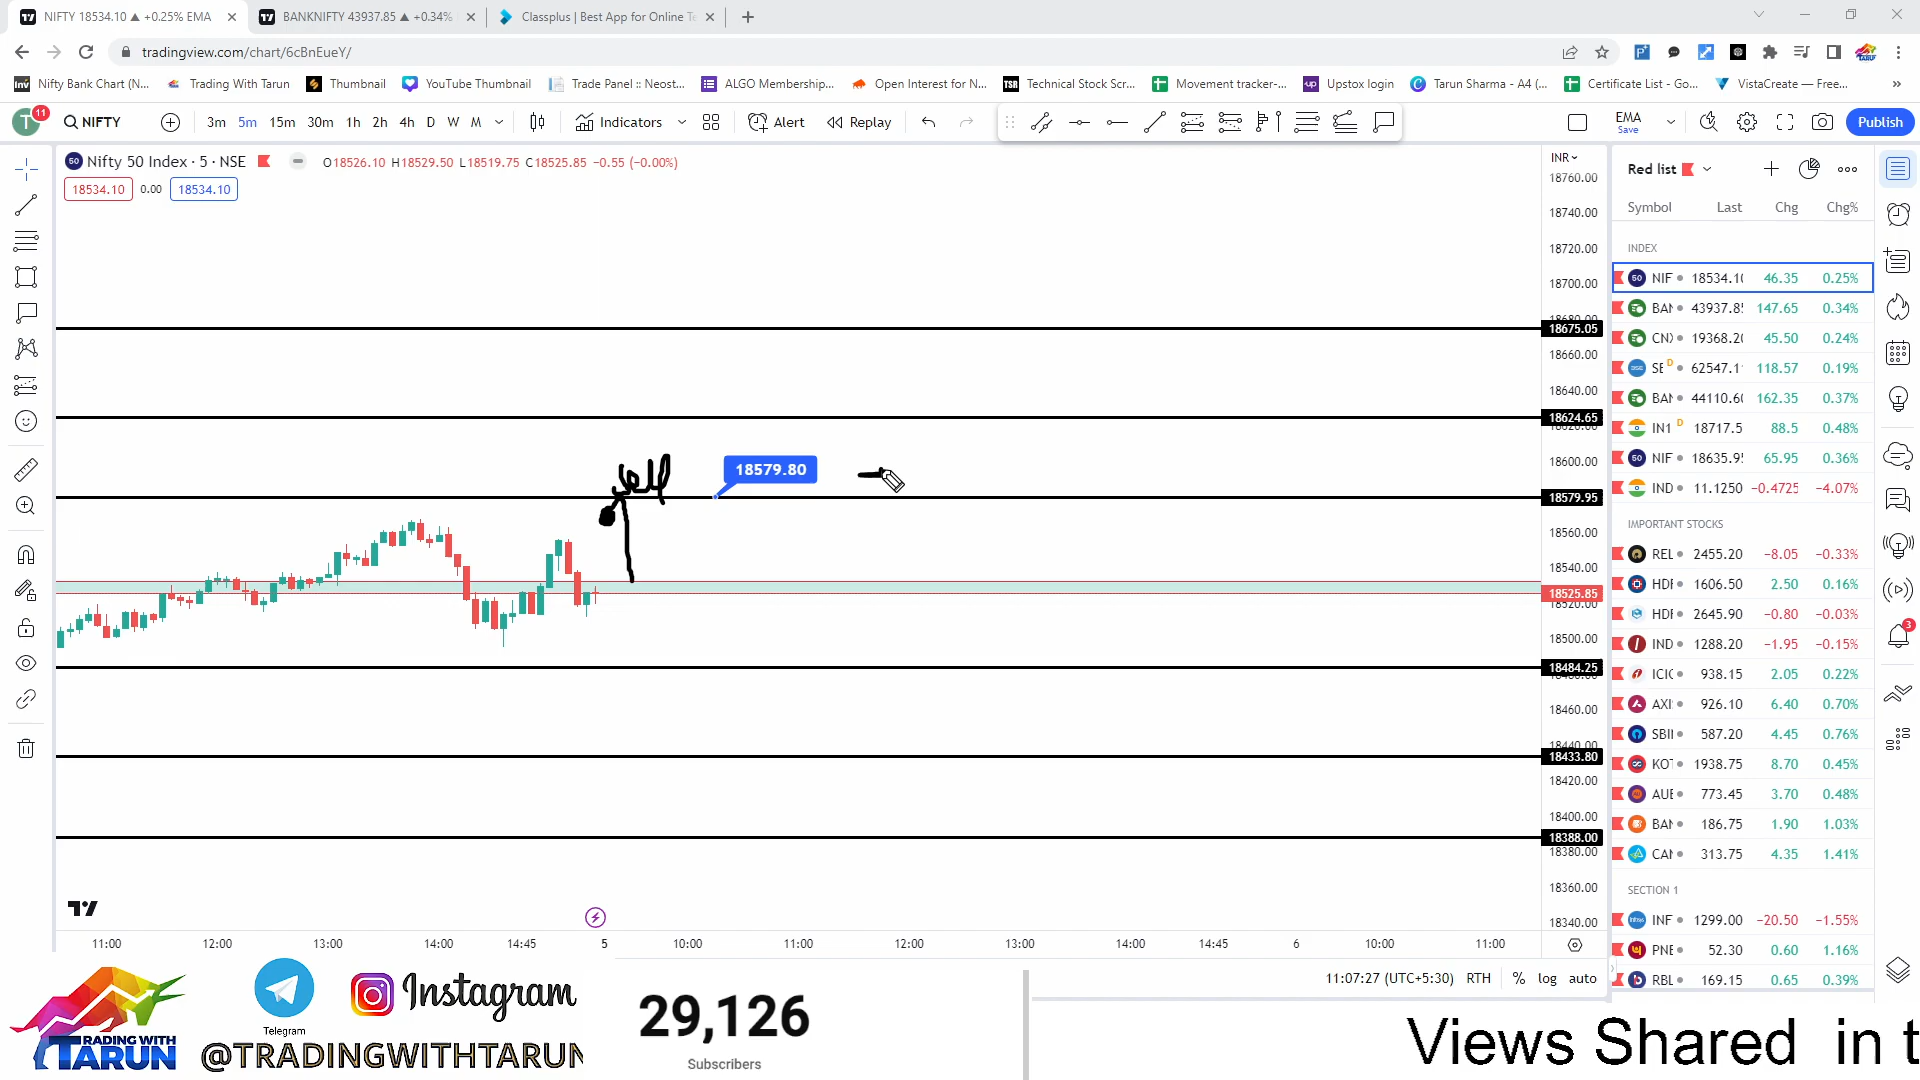 NIFTY 18534.10 ▲ +0.25% EMA
BANKNIFTY 43937.85 ▲ +0.34%
Classplus | Best App for Online Te
tradingview.com/chart/6cBnEueY/
Nifty Bank Chart (N...
Trading With Tarun
Thumbnail
YouTube Thumbnail
Trade Panel :: Neost...
ALGO Membership...
Open Interest for N...
TSR Technical Stock Scr...
Movement tracker-...
Upstox login
Tarun Sharma - A4 (...
Certificate List - Go...
VistaCreate — Free...
T 11 NIFTY 3m 5m 15m 30m 1h 2h 4h D W M Indicators Alert Replay EMA Save Publish
Nifty 50 Index · 5 · NSE O18526.10 H18529.50 L18519.75 C18525.85 −0.55 (−0.00%)
18534.10 0.00 18534.10
INR
18760.00
18740.00
18720.00
18700.00
18680.00
18675.05
18660.00
18640.00
18624.65
18620.00
18600.00
18579.80
18579.95
18560.00
18540.00
18525.85
18520.00
18500.00
18484.25
18480.00
18460.00
18440.00
18433.80
18420.00
18400.00
18388.00
18380.00
18360.00
18340.00
sell
11:00 12:00 13:00 14:00 14:45 5 10:00 11:00 12:00 13:00 14:00 14:45 6 10:00 11:00
11:07:27 (UTC+5:30) RTH % log auto
Red list
Symbol Last Chg Chg%
INDEX
NIF 18534.10 46.35 0.25%
BAN 43937.85 147.65 0.34%
CNX 19368.20 45.50 0.24%
SE D 62547.1 118.57 0.19%
BAN 44110.60 162.35 0.37%
IN1 D 18717.5 88.5 0.48%
NIF 18635.95 65.95 0.36%
IND 11.1250 −0.4725 −4.07%
IMPORTANT STOCKS
REL 2455.20 −8.05 −0.33%
HDF 1606.50 2.50 0.16%
HDF 2645.90 −0.80 −0.03%
IND 1288.20 −1.95 −0.15%
ICIC 938.15 2.05 0.22%
AXI 926.10 6.40 0.70%
SBII 587.20 4.45 0.76%
KOT 1938.75 8.70 0.45%
AUE 773.45 3.70 0.48%
BAN 186.75 1.90 1.03%
CAN 313.75 4.35 1.41%
SECTION 1
INF 1299.00 −20.50 −1.55%
PNE 52.30 0.60 1.16%
RBL 169.15 0.65 0.39%
3
TRADING WITH
TARUN
Telegram
Instagram
@TRADINGWITHTARUN
29,126
Subscribers
Views Shared in t